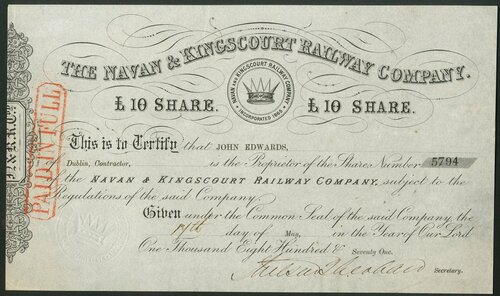 THE NAVAN & KINGSCOURT RAILWAY COMPANY.
£10 SHARE.
NAVAN AND KINGSCOURT RAILWAY COMPANY
INCORPORATED 1865
£10 SHARE.
PAID IN FULL
This is to Certify that JOHN EDWARDS,
of Dublin, Contractor, is the Proprietor of the Share, Number 5794
of the NAVAN & KINGSCOURT RAILWAY COMPANY, subject to the
Regulations of the said Company.
Given under the Common Seal of the said Company, the
day of May, in the Year of Our Lord
One Thousand Eight Hundred & Seventy One.
Secretary.